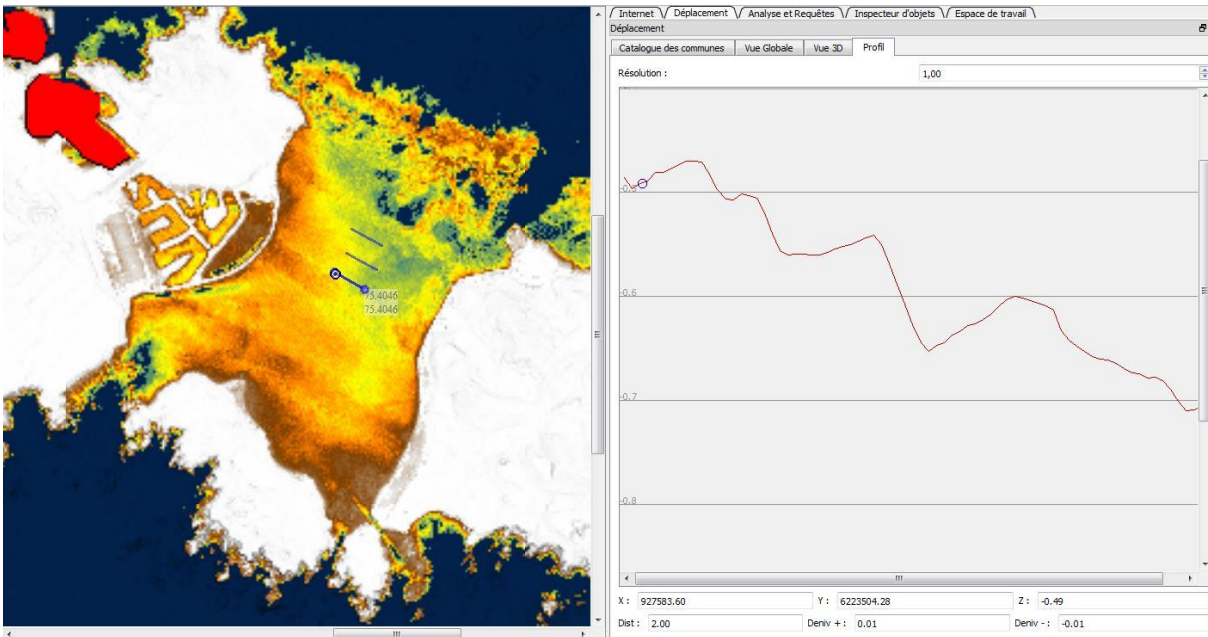 75.4046
75.4046
Internet Déplacement Analyse et Requêtes Inspecteur d'objets Espace de travail
Déplacement
Catalogue des communes Vue Globale Vue 3D Profil
Résolution : 1,00
-0.5
-0.6
-0.7
-0.8
X : 927583.60 Y : 6223504.28 Z : -0.49
Dist : 2.00 Deniv + : 0.01 Deniv - : -0.01